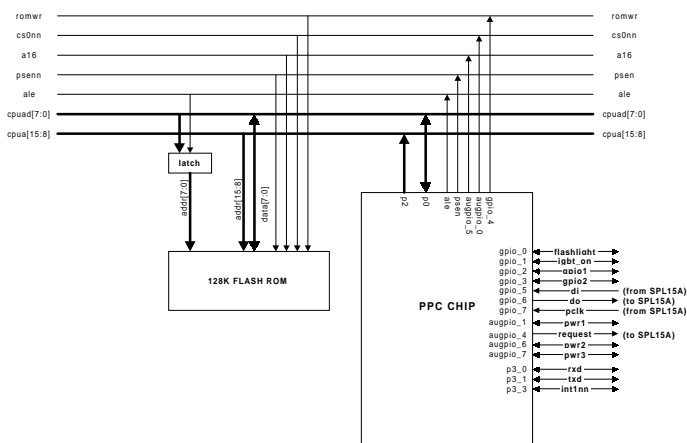 romwr romwr
cs0nn cs0nn
a16 a16
psenn psen
ale ale
cpuad[7:0] cpuad[7:0]
cpua[15:8] cpua[15:8]
latch
addr[7:0]
addr[15:8]
data[7:0]
128K FLASH ROM
p2
p0
ale
psen
augpio_5
augpio_0
gpio_4
PPC CHIP
gpio_0 flashlight
gpio_1 igbt_on
gpio_2 gpio1
gpio_3 gpio2
gpio_5 di (from SPL15A)
gpio_6 do (to SPL15A)
gpio_7 pclk (from SPL15A)
augpio_1 pwr1
augpio_4 request (to SPL15A)
augpio_6 pwr2
augpio_7 pwr3
p3_0 rxd
p3_1 txd
p3_3 int1nn